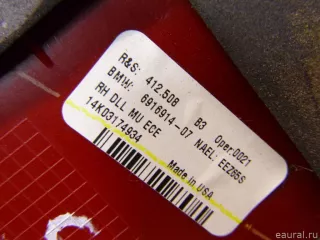 R&S: 412.508 B3 Oper.0021
BMW: 6916914-07 NAEL: EEZ65S
RH DLL MU ECE
14K03174934
Made in USA
eaural.ru